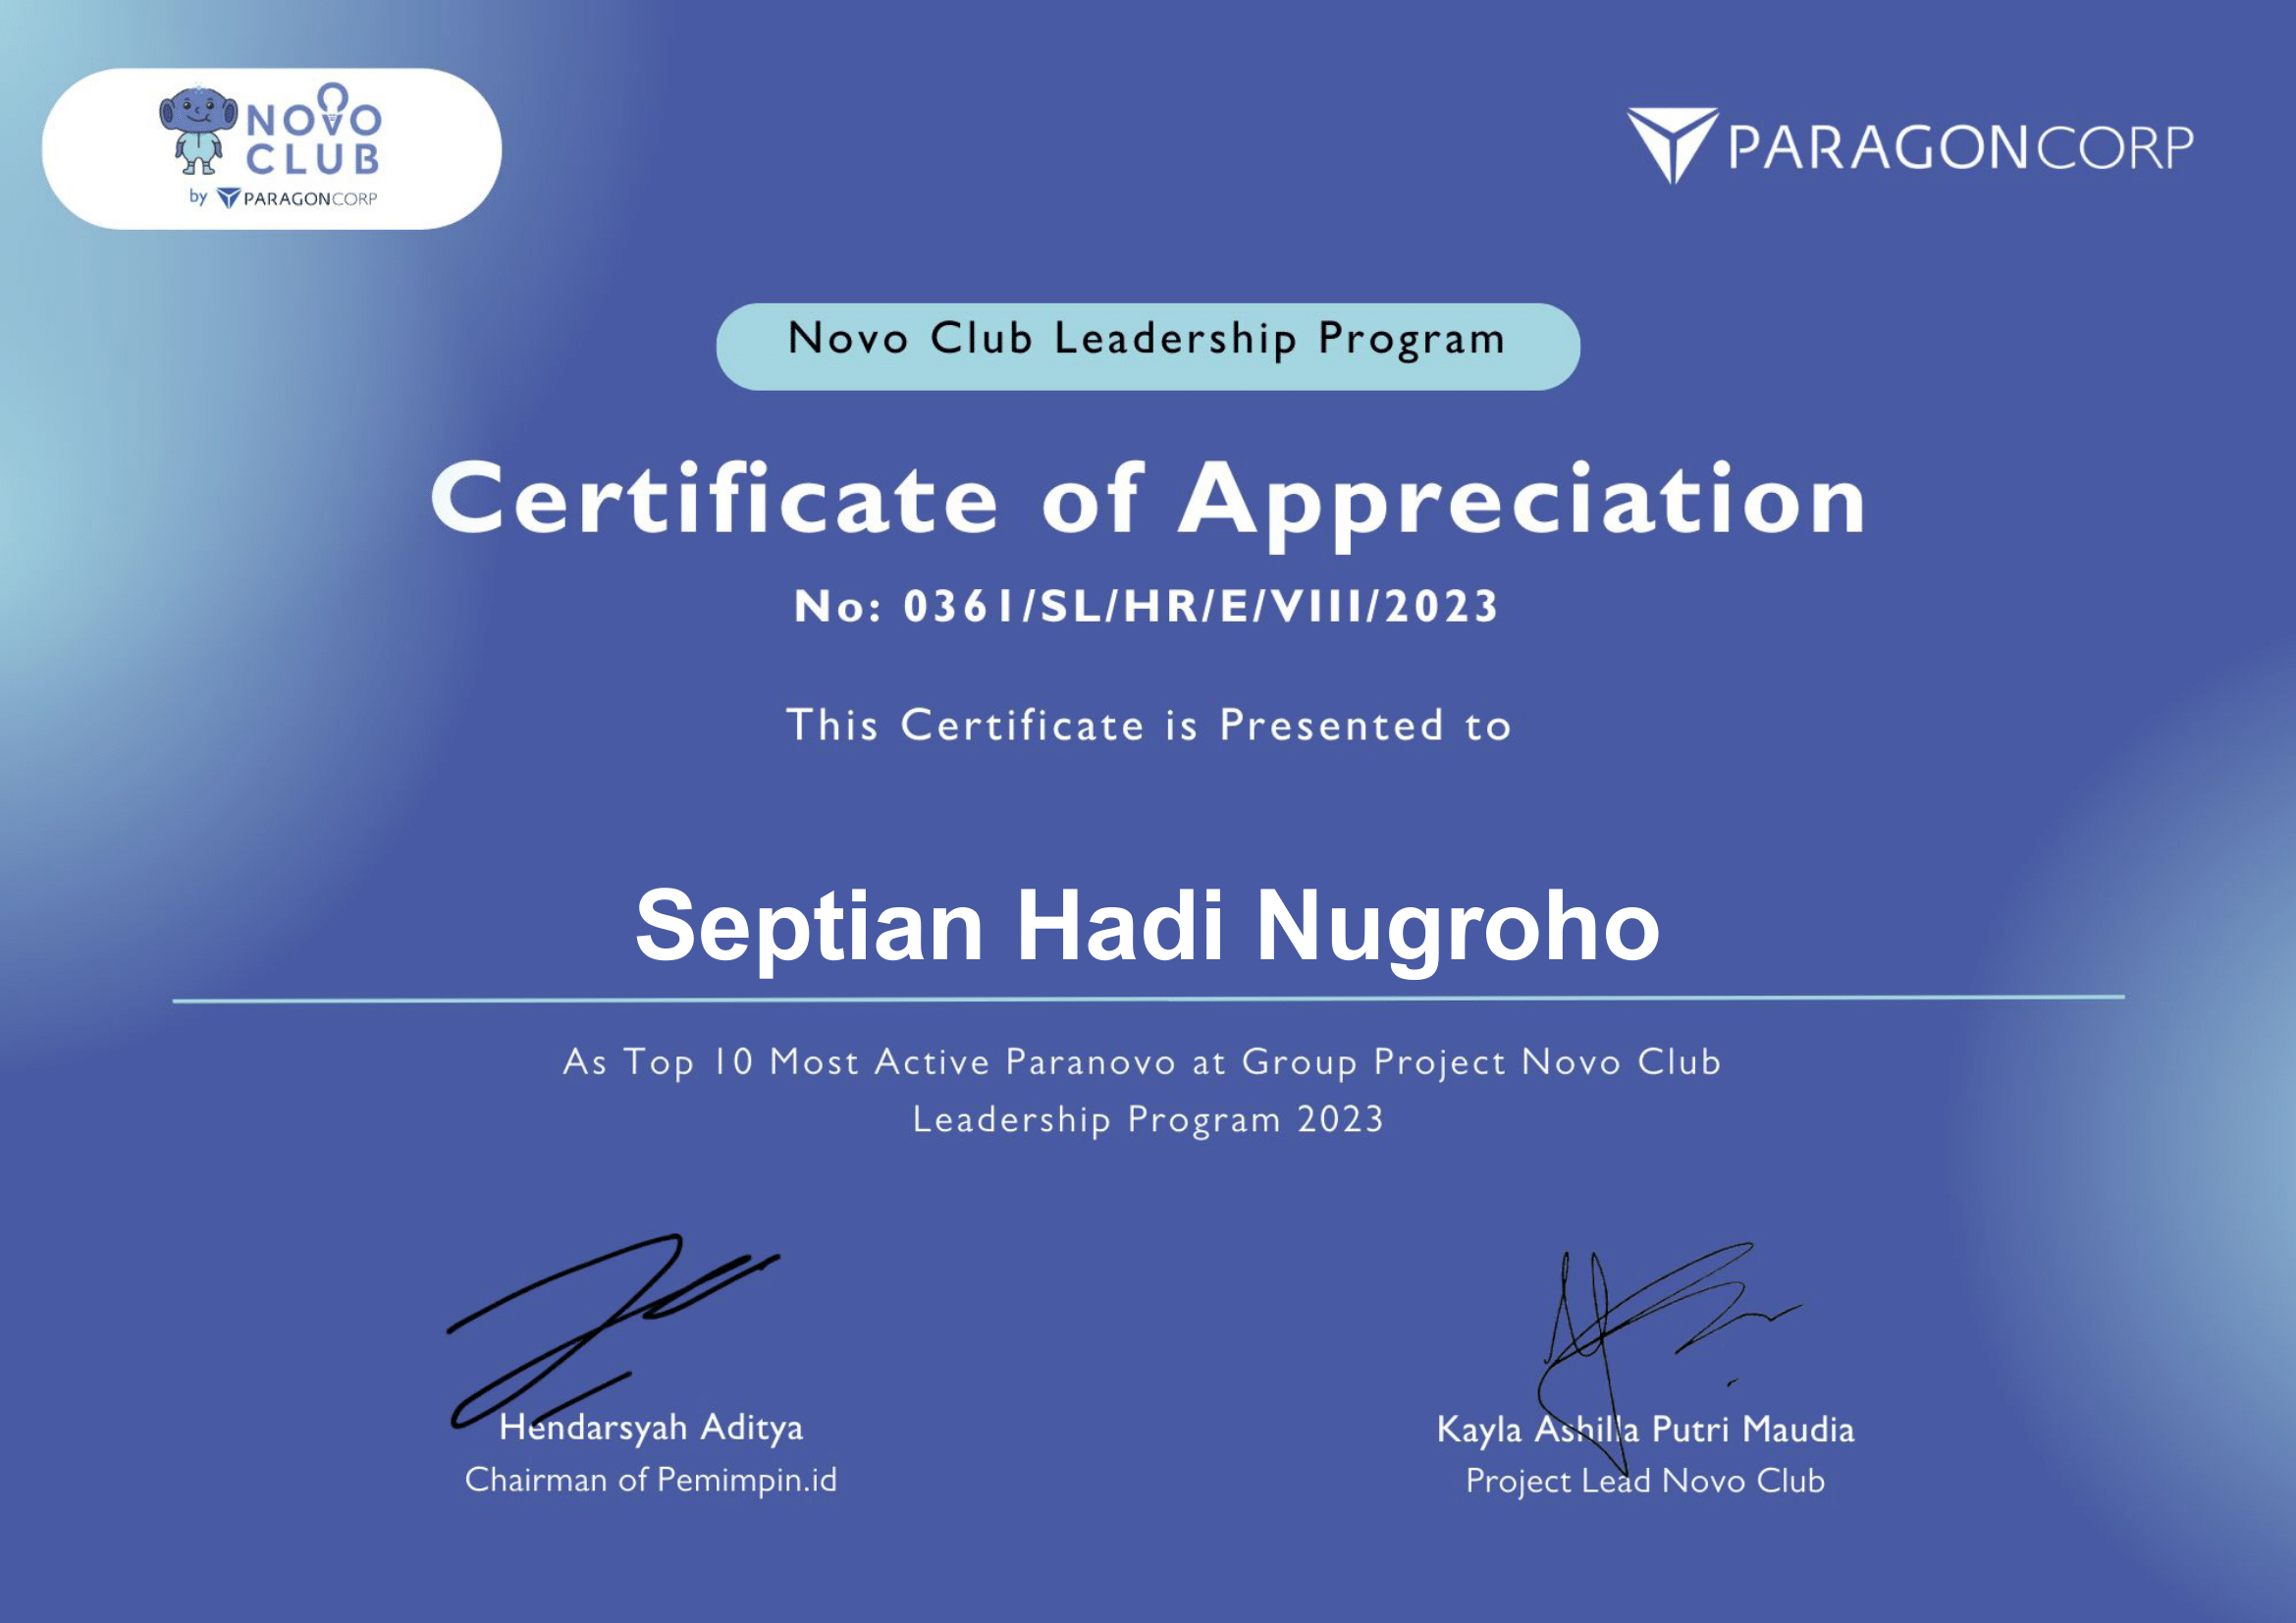 NOVO
CLUB
by PARAGONCORP
PARAGONCORP
Novo Club Leadership Program
Certificate of Appreciation
No: 0361/SL/HR/E/VIII/2023
This Certificate is Presented to
Septian Hadi Nugroho
As Top 10 Most Active Paranovo at Group Project Novo Club
Leadership Program 2023
Hendarsyah Aditya
Chairman of Pemimpin.id
Kayla Ashilla Putri Maudia
Project Lead Novo Club